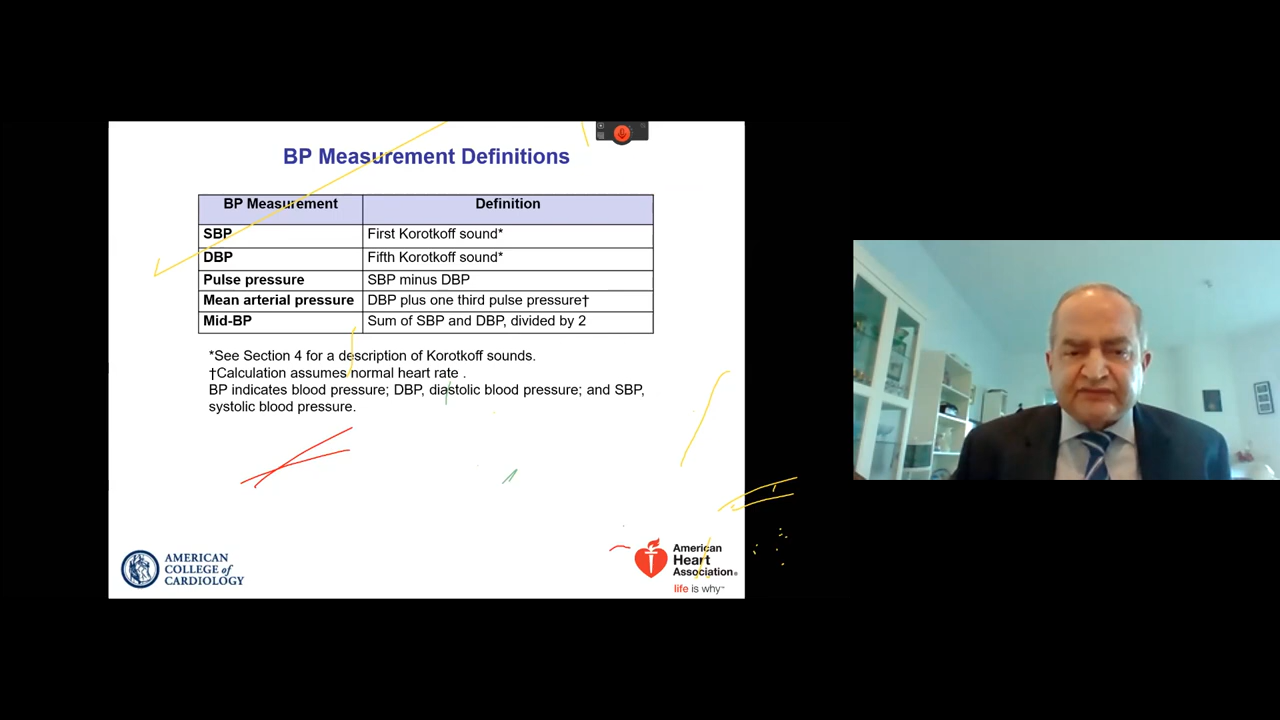 BP Measurement Definitions
BP Measurement Definition
SBP First Korotkoff sound*
DBP Fifth Korotkoff sound*
Pulse pressure SBP minus DBP
Mean arterial pressure DBP plus one third pulse pressure†
Mid-BP Sum of SBP and DBP, divided by 2
*See Section 4 for a description of Korotkoff sounds.
†Calculation assumes normal heart rate .
BP indicates blood pressure; DBP, diastolic blood pressure; and SBP,
systolic blood pressure.
AMERICAN
COLLEGE of
CARDIOLOGY
American
Heart
Association®
life is why™